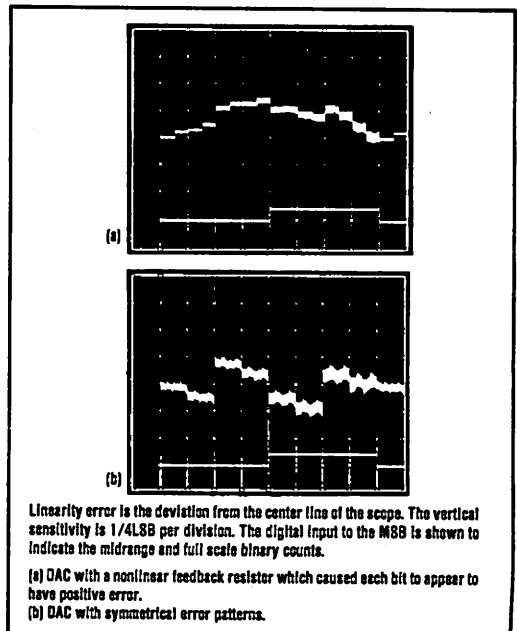 (a)
(b)
Linearity error is the deviation from the center line of the scope. The vertical
sensitivity is 1/4LSB per division. The digital input to the MSB is shown to
indicate the midrange and full scale binary counts.
(a) DAC with a nonlinear feedback resistor which caused each bit to appear to
have positive error.
(b) DAC with symmetrical error patterns.